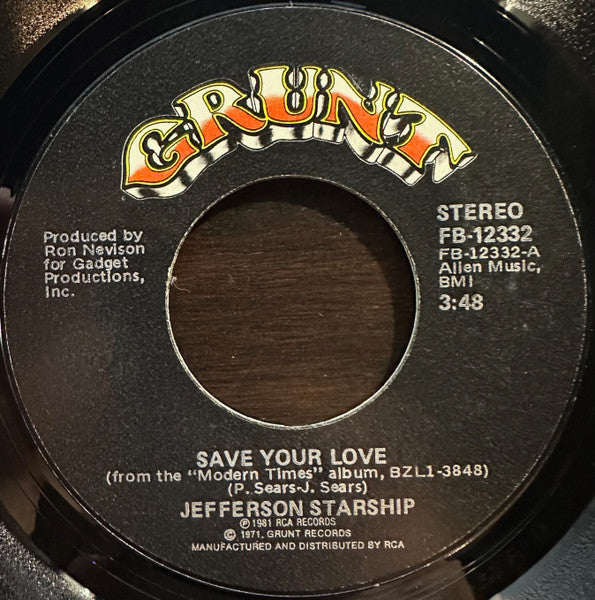 GRUNT
STEREO
FB-12332
FB-12332-A
Alien Music,
BMI
3:48
Produced by
Ron Nevison
for Gadget
Productions,
Inc.
SAVE YOUR LOVE
(from the "Modern Times" album, BZL1-3848)
(P. Sears-J. Sears)
JEFFERSON STARSHIP
℗ 1981 RCA RECORDS
© 1971, GRUNT RECORDS
MANUFACTURED AND DISTRIBUTED BY RCA